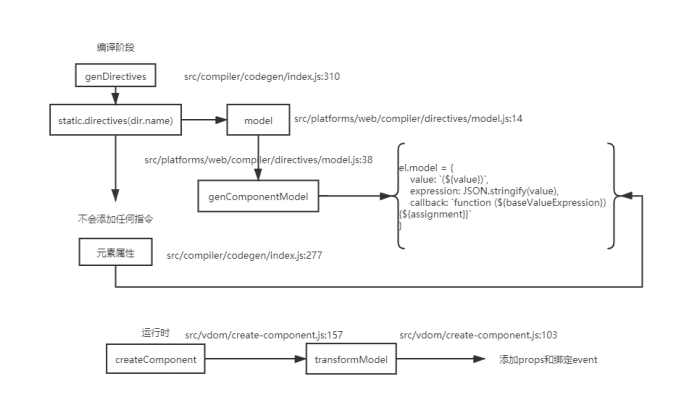 编译阶段
genDirectives
src/compiler/codegen/index.js:310
static.directives(dir.name)
model
src/platforms/web/compiler/directives/model.js:14
src/platforms/web/compiler/directives/model.js:38
genComponentModel
el.model = {
value: `(${value})`,
expression: JSON.stringify(value),
callback: `function (${baseValueExpression})
{${assignment}}`
}
不会添加任何指令
元素属性
src/compiler/codegen/index.js:277
运行时
src/vdom/create-component.js:157
src/vdom/create-component.js:103
createComponent
transformModel
添加props和绑定event